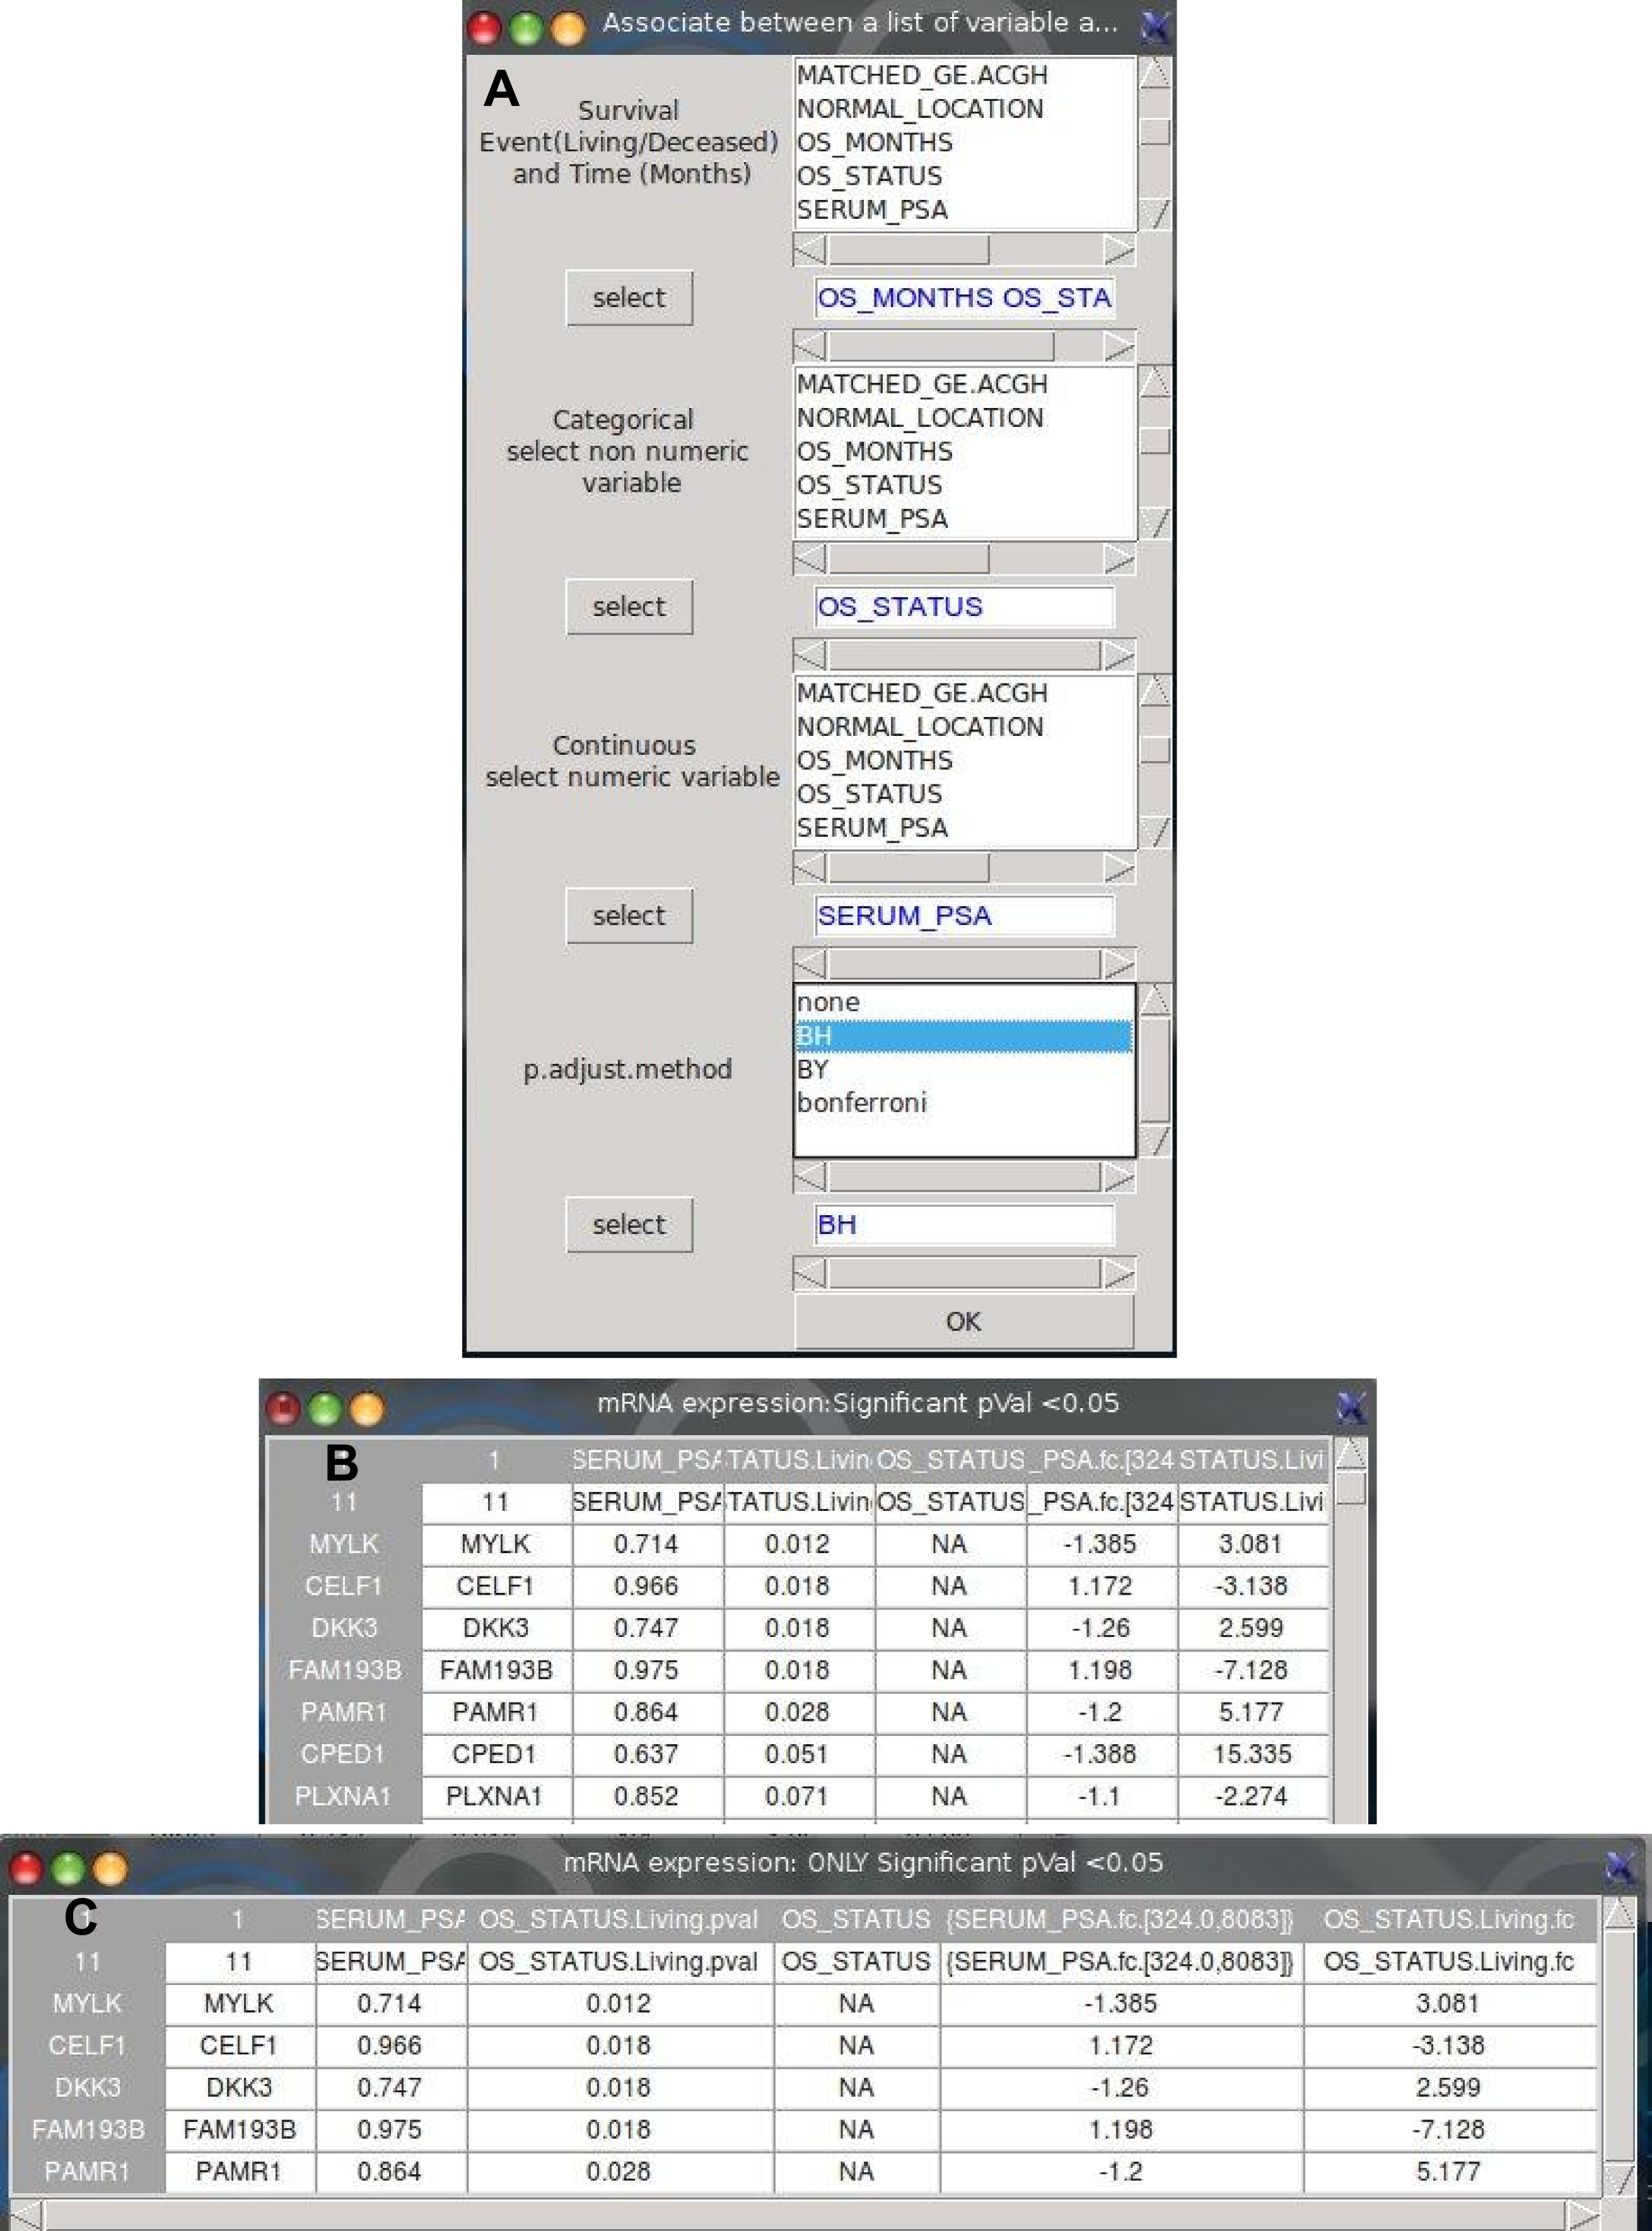 Associate between a list of variable a...
A
Survival
Event(Living/Deceased)
and Time (Months)
MATCHED_GE.ACGH
NORMAL_LOCATION
OS_MONTHS
OS_STATUS
SERUM_PSA
select
OS_MONTHS OS_STA
Categorical
select non numeric
variable
MATCHED_GE.ACGH
NORMAL_LOCATION
OS_MONTHS
OS_STATUS
SERUM_PSA
select
OS_STATUS
Continuous
select numeric variable
MATCHED_GE.ACGH
NORMAL_LOCATION
OS_MONTHS
OS_STATUS
SERUM_PSA
select
SERUM_PSA
p.adjust.method
none
BH
BY
bonferroni
select
BH
OK
mRNA expression:Significant pVal <0.05
B 1 SERUM_PSA TATUS.Livin OS_STATUS _PSA.fc.[324 STATUS.Livi
11 11 SERUM_PSA TATUS.Livin OS_STATUS _PSA.fc.[324 STATUS.Livi
MYLK MYLK 0.714 0.012 NA -1.385 3.081
CELF1 CELF1 0.966 0.018 NA 1.172 -3.138
DKK3 DKK3 0.747 0.018 NA -1.26 2.599
FAM193B FAM193B 0.975 0.018 NA 1.198 -7.128
PAMR1 PAMR1 0.864 0.028 NA -1.2 5.177
CPED1 CPED1 0.637 0.051 NA -1.388 15.335
PLXNA1 PLXNA1 0.852 0.071 NA -1.1 -2.274
mRNA expression: ONLY Significant pVal <0.05
C 1 SERUM_PSA OS_STATUS.Living.pval OS_STATUS {SERUM_PSA.fc.[324.0,8083]} OS_STATUS.Living.fc
11 11 SERUM_PSA OS_STATUS.Living.pval OS_STATUS {SERUM_PSA.fc.[324.0,8083]} OS_STATUS.Living.fc
MYLK MYLK 0.714 0.012 NA -1.385 3.081
CELF1 CELF1 0.966 0.018 NA 1.172 -3.138
DKK3 DKK3 0.747 0.018 NA -1.26 2.599
FAM193B FAM193B 0.975 0.018 NA 1.198 -7.128
PAMR1 PAMR1 0.864 0.028 NA -1.2 5.177